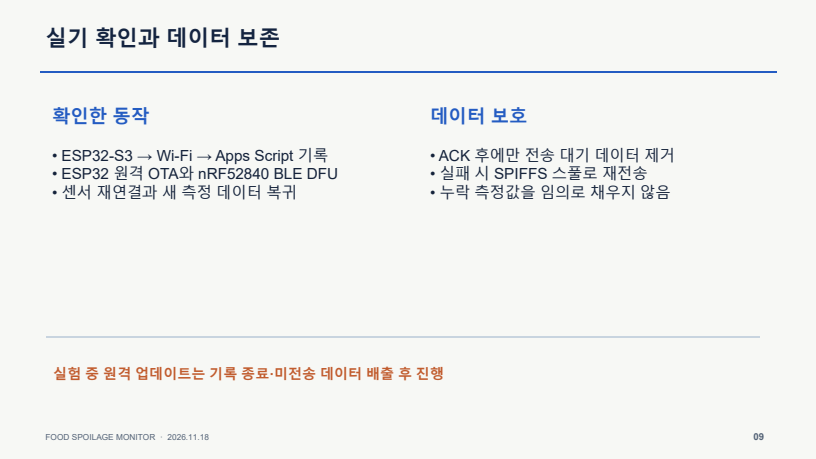 실기 확인과 데이터 보존
확인한 동작
• ESP32-S3 → Wi-Fi → Apps Script 기록
• ESP32 원격 OTA와 nRF52840 BLE DFU
• 센서 재연결과 새 측정 데이터 복귀
데이터 보호
• ACK 후에만 전송 대기 데이터 제거
• 실패 시 SPIFFS 스풀로 재전송
• 누락 측정값을 임의로 채우지 않음
실험 중 원격 업데이트는 기록 종료·미전송 데이터 배출 후 진행
FOOD SPOILAGE MONITOR · 2026.11.18
09